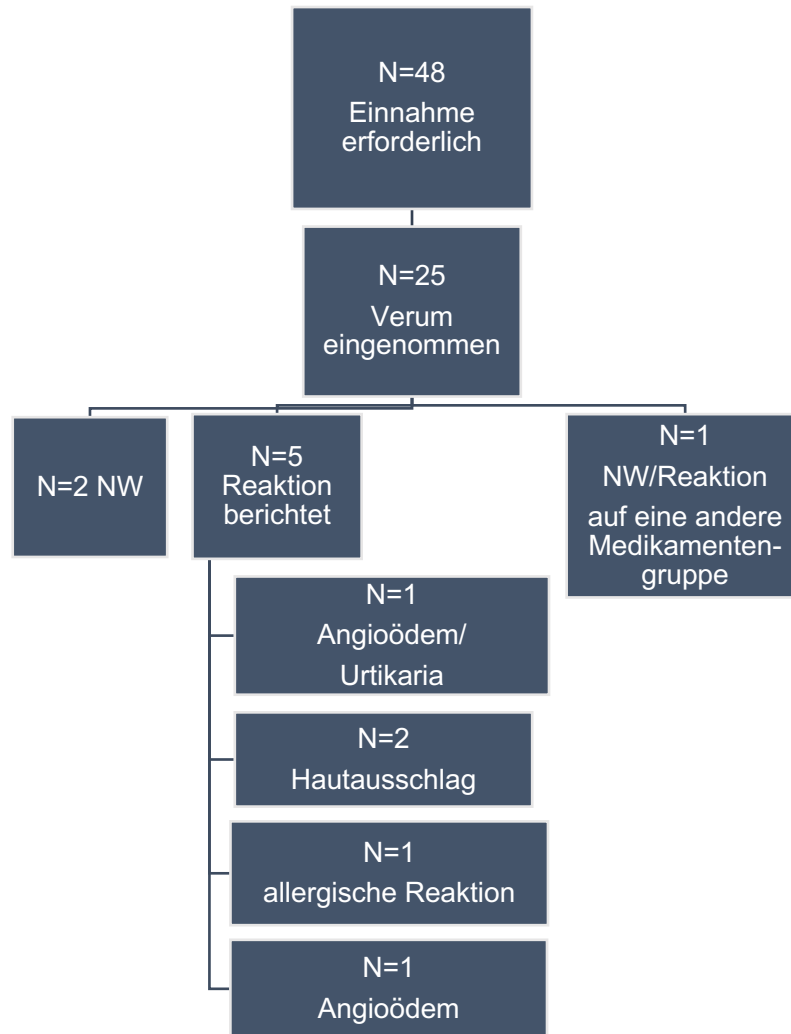 N=48
Einnahme
erforderlich
N=25
Verum
eingenommen
N=2 NW
N=5
Reaktion
berichtet
N=1
NW/Reaktion
auf eine andere
Medikamenten-
gruppe
N=1
Angioödem/
Urtikaria
N=2
Hautausschlag
N=1
allergische Reaktion
N=1
Angioödem